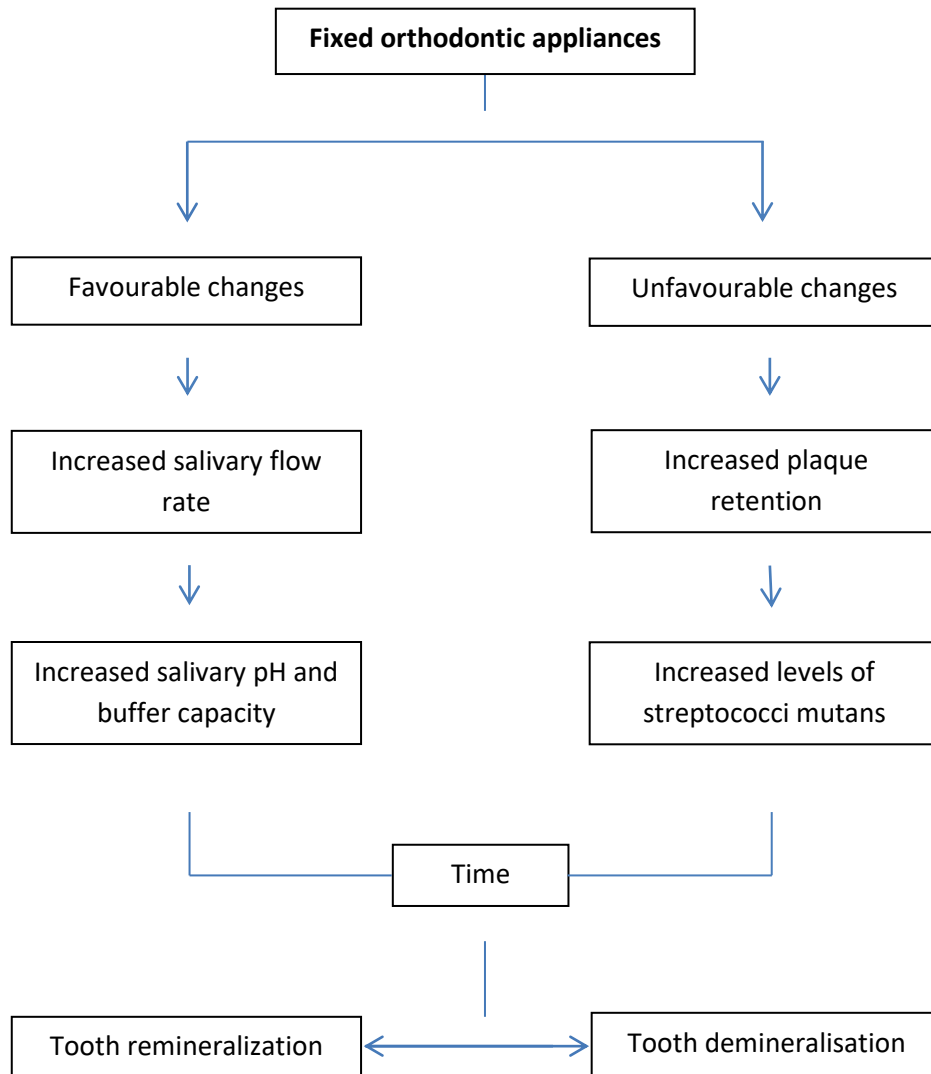 Fixed orthodontic appliances
Favourable changes
Unfavourable changes
Increased salivary flow
rate
Increased plaque
retention
Increased salivary pH and
buffer capacity
Increased levels of
streptococci mutans
Time
Tooth remineralization
Tooth demineralisation